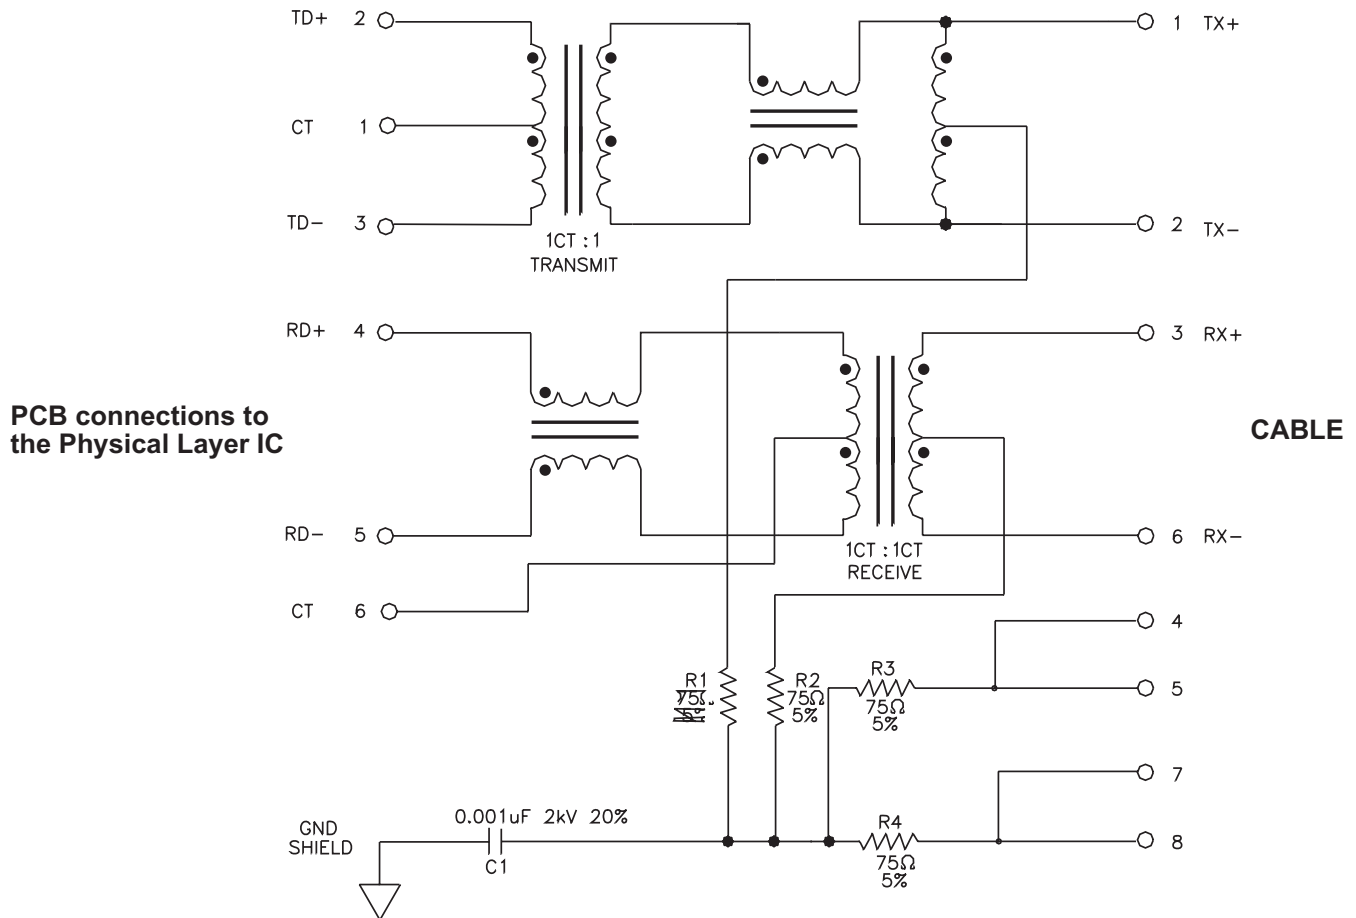 TD+ 2
1 TX+
CT 1
TD- 3
2 TX-
1CT : 1
TRANSMIT
RD+ 4
3 RX+
PCB connections to
the Physical Layer IC
CABLE
RD- 5
6 RX-
1CT : 1CT
RECEIVE
CT 6
4
R1
75Ω
5%
R2
75Ω
5%
R3
75Ω
5%
5
7
0.001uF 2kV 20%
C1
GND
SHIELD
R4
75Ω
5%
8